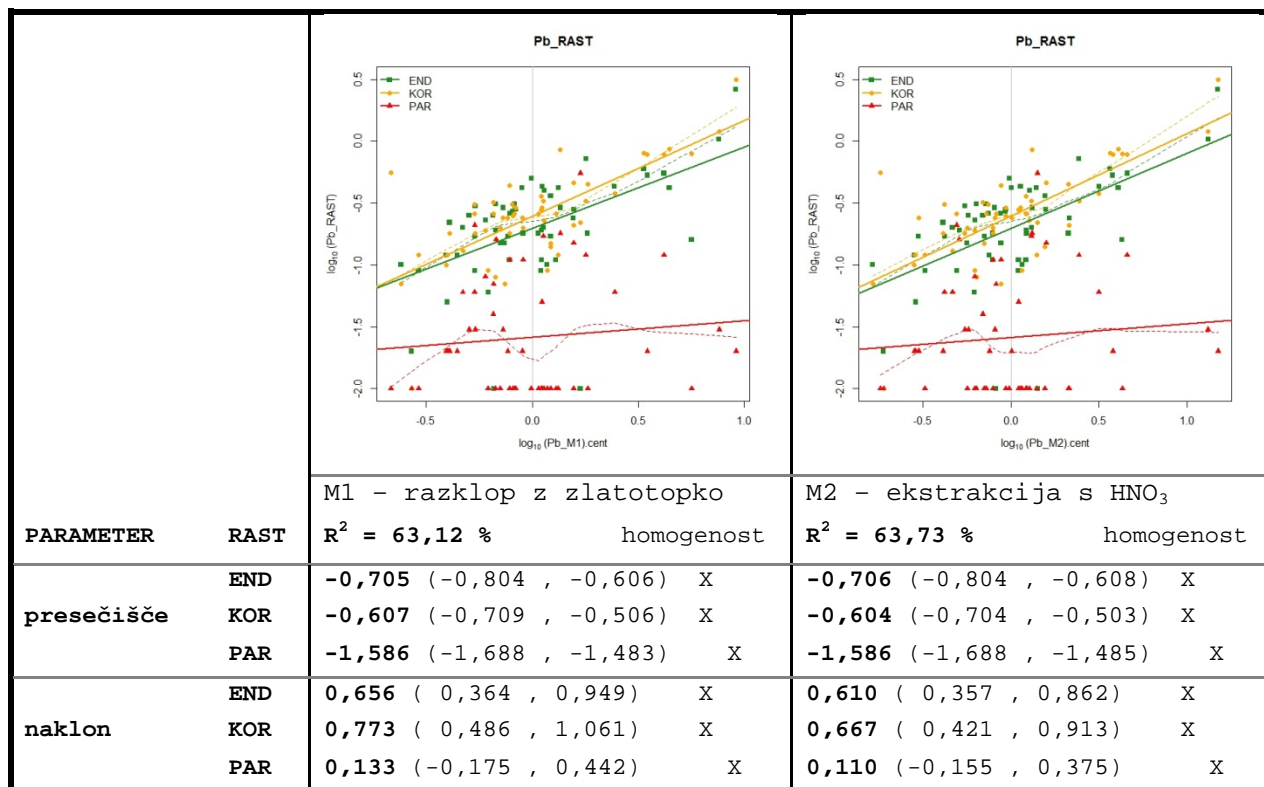 Pb_RAST
END
KOR
PAR
0.5
0.0
-0.5
-1.0
-1.5
-2.0
log10 (Pb_RAST)
-0.5 0.0 0.5 1.0
log10 (Pb_M1).cent
Pb_RAST
END
KOR
PAR
0.5
0.0
-0.5
-1.0
-1.5
-2.0
log10 (Pb_RAST)
-0.5 0.0 0.5 1.0
log10 (Pb_M2).cent
M1 – razklop z zlatotopko M2 – ekstrakcija s HNO3
PARAMETER RAST R2 = 63,12 % homogenost R2 = 63,73 % homogenost
END -0,705 (-0,804 , -0,606) X -0,706 (-0,804 , -0,608) X
presečišče KOR -0,607 (-0,709 , -0,506) X -0,604 (-0,704 , -0,503) X
PAR -1,586 (-1,688 , -1,483) X -1,586 (-1,688 , -1,485) X
END 0,656 ( 0,364 , 0,949) X 0,610 ( 0,357 , 0,862) X
naklon KOR 0,773 ( 0,486 , 1,061) X 0,667 ( 0,421 , 0,913) X
PAR 0,133 (-0,175 , 0,442) X 0,110 (-0,155 , 0,375) X